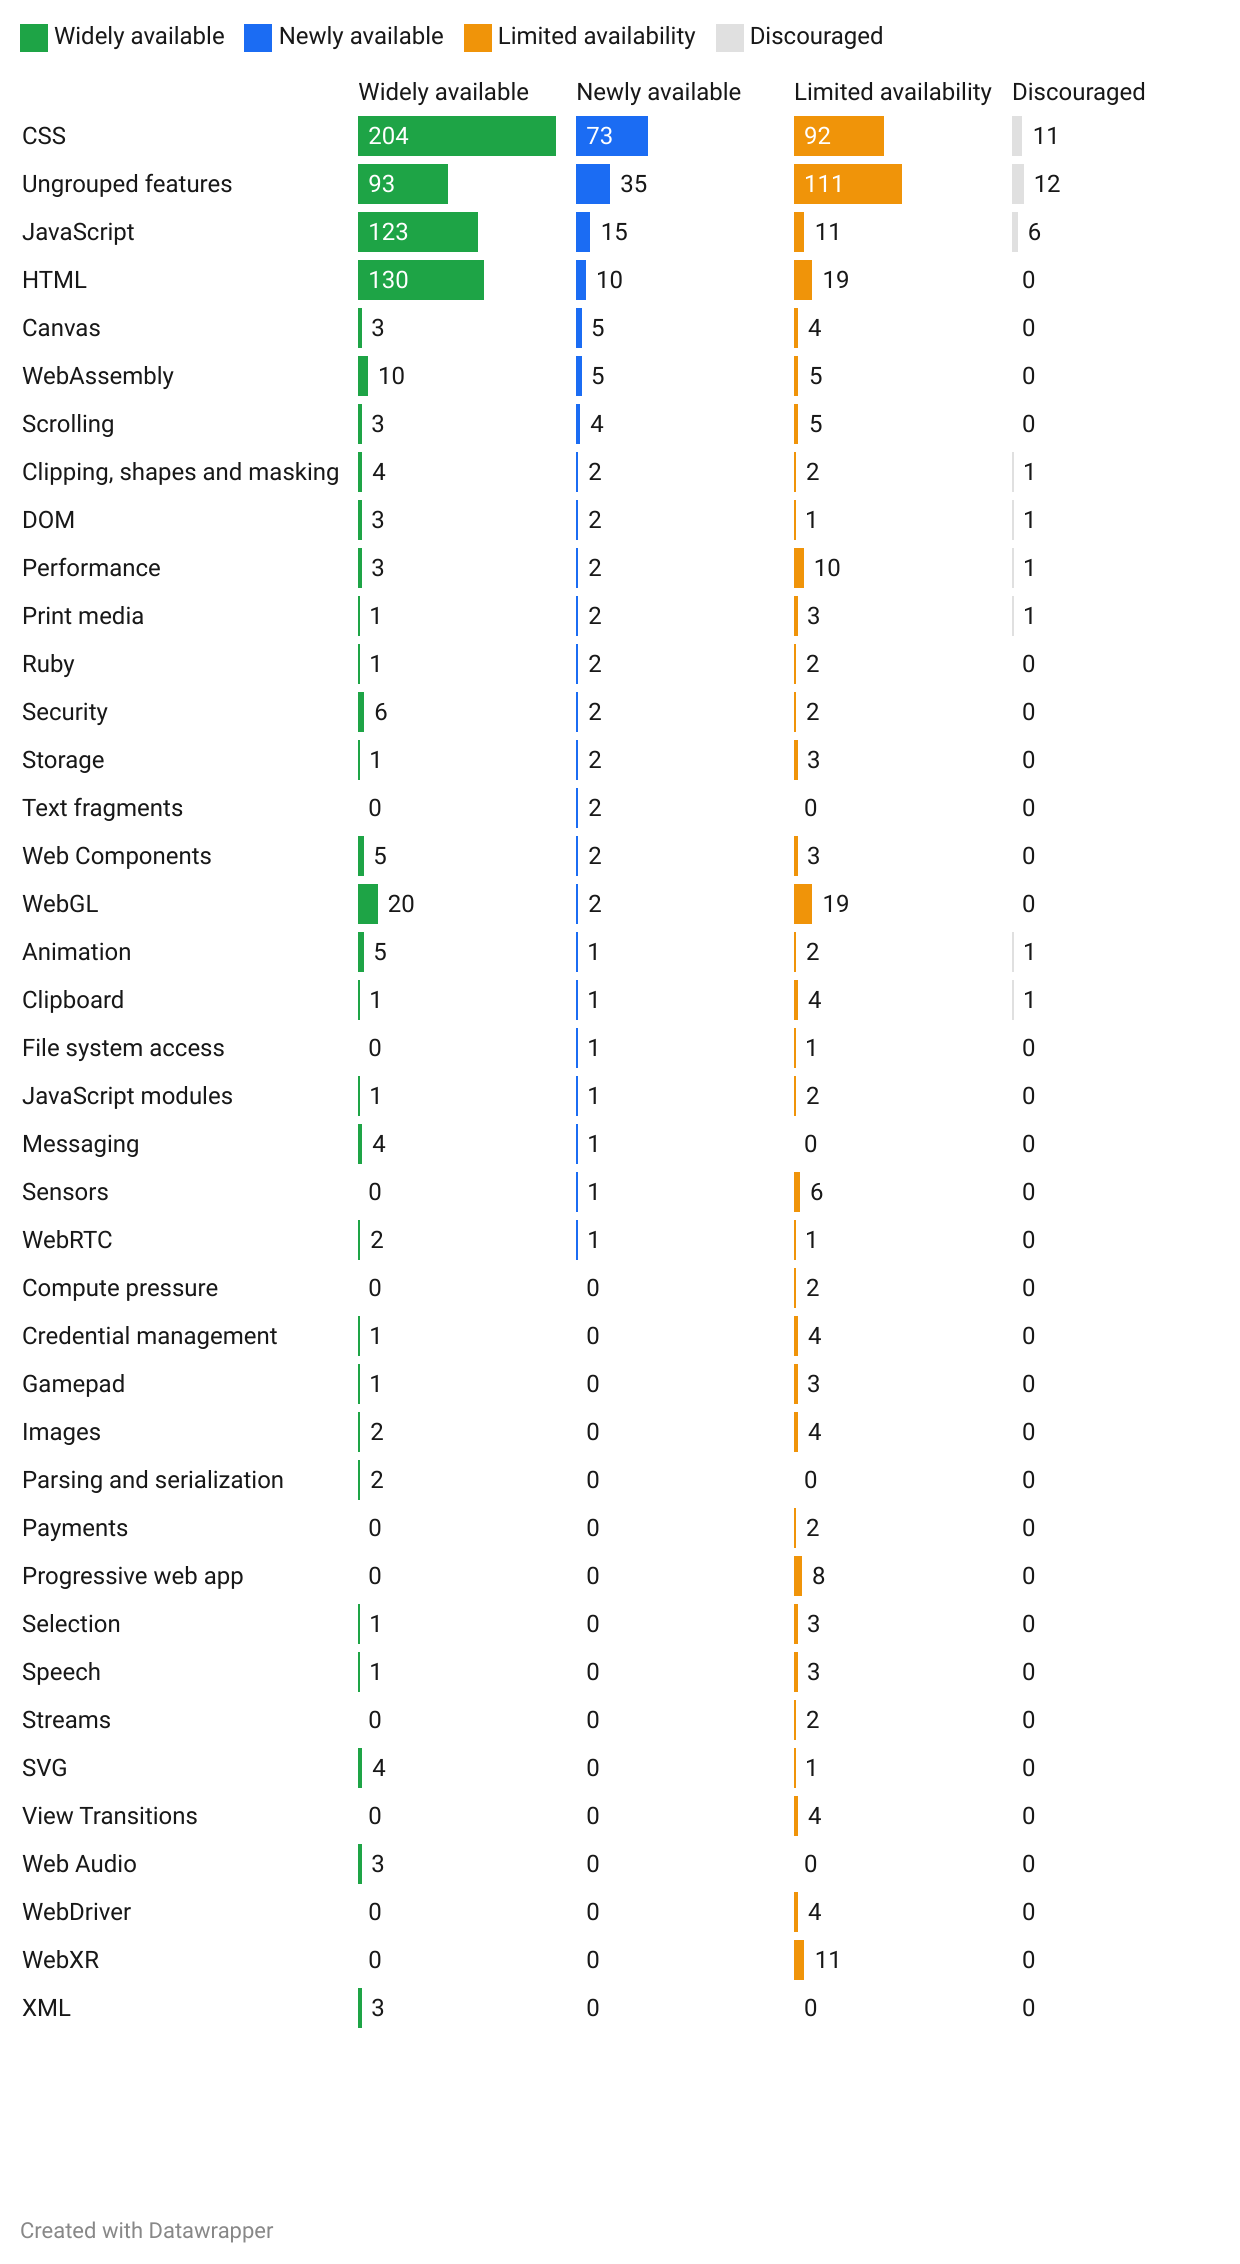 Widely available Newly available Limited availability Discouraged
Widely available Newly available Limited availability Discouraged
CSS 204 73 92 11
Ungrouped features 93 35 111 12
JavaScript 123 15 11 6
HTML 130 10 19 0
Canvas 3 5 4 0
WebAssembly 10 5 5 0
Scrolling 3 4 5 0
Clipping, shapes and masking 4 2 2 1
DOM 3 2 1 1
Performance 3 2 10 1
Print media 1 2 3 1
Ruby 1 2 2 0
Security 6 2 2 0
Storage 1 2 3 0
Text fragments 0 2 0 0
Web Components 5 2 3 0
WebGL 20 2 19 0
Animation 5 1 2 1
Clipboard 1 1 4 1
File system access 0 1 1 0
JavaScript modules 1 1 2 0
Messaging 4 1 0 0
Sensors 0 1 6 0
WebRTC 2 1 1 0
Compute pressure 0 0 2 0
Credential management 1 0 4 0
Gamepad 1 0 3 0
Images 2 0 4 0
Parsing and serialization 2 0 0 0
Payments 0 0 2 0
Progressive web app 0 0 8 0
Selection 1 0 3 0
Speech 1 0 3 0
Streams 0 0 2 0
SVG 4 0 1 0
View Transitions 0 0 4 0
Web Audio 3 0 0 0
WebDriver 0 0 4 0
WebXR 0 0 11 0
XML 3 0 0 0
Created with Datawrapper